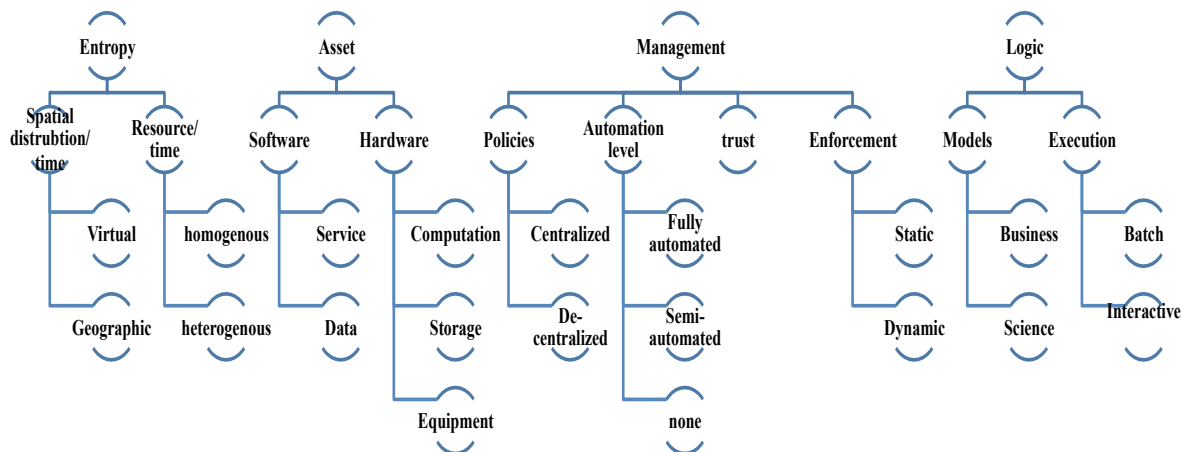 Entropy
Asset
Management
Logic
Spatial
distrubtion/
time
Resource/
time
Software
Hardware
Policies
Automation
level
trust
Enforcement
Models
Execution
Virtual
homogenous
Service
Computation
Centralized
Fully
automated
Static
Business
Batch
Geographic
heterogenous
Data
Storage
De-
centralized
Semi-
automated
Dynamic
Science
Interactive
Equipment
none